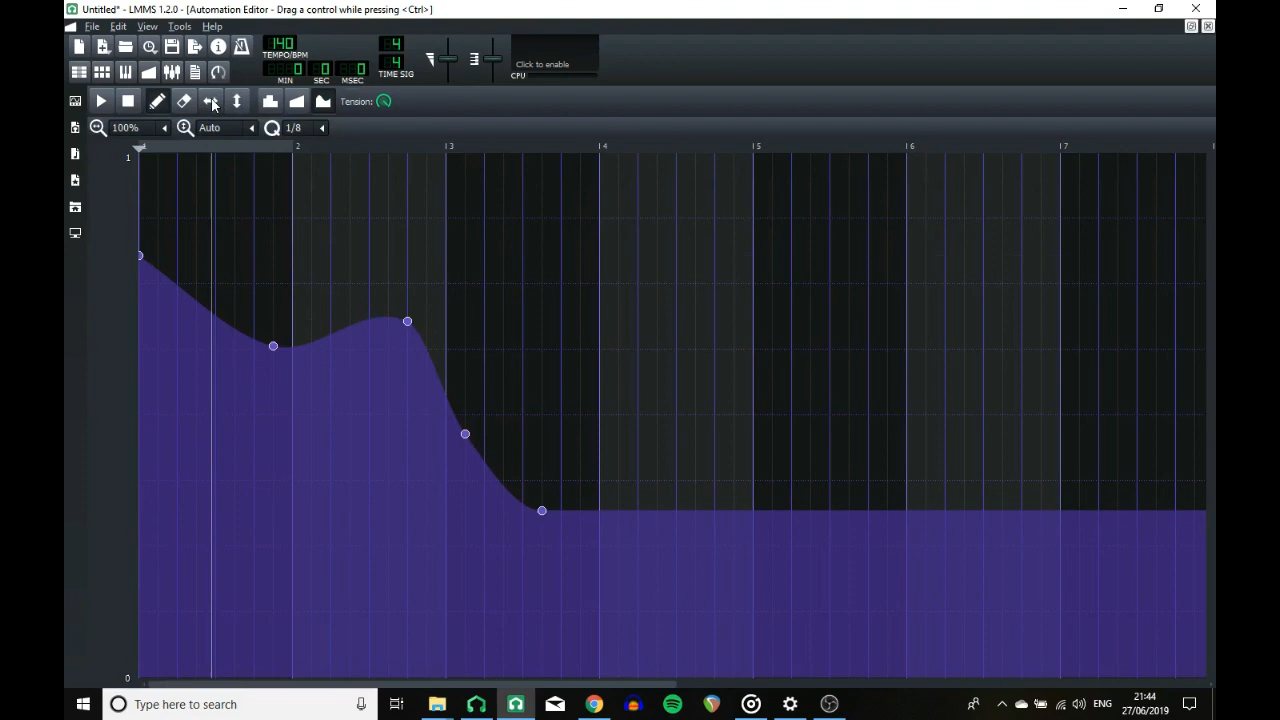 Untitled* - LMMS 1.2.0 - [Automation Editor - Drag a control while pressing <Ctrl>]
File Edit View Tools Help
140
TEMPO/BPM
4
4
TIME SIG
0 0 0
MIN SEC MSEC
Click to enable
CPU
Tension:
100% Auto Q 1/8
1 2 3 4 5 6 7
1
0
Type here to search
ENG
21:44
27/06/2019